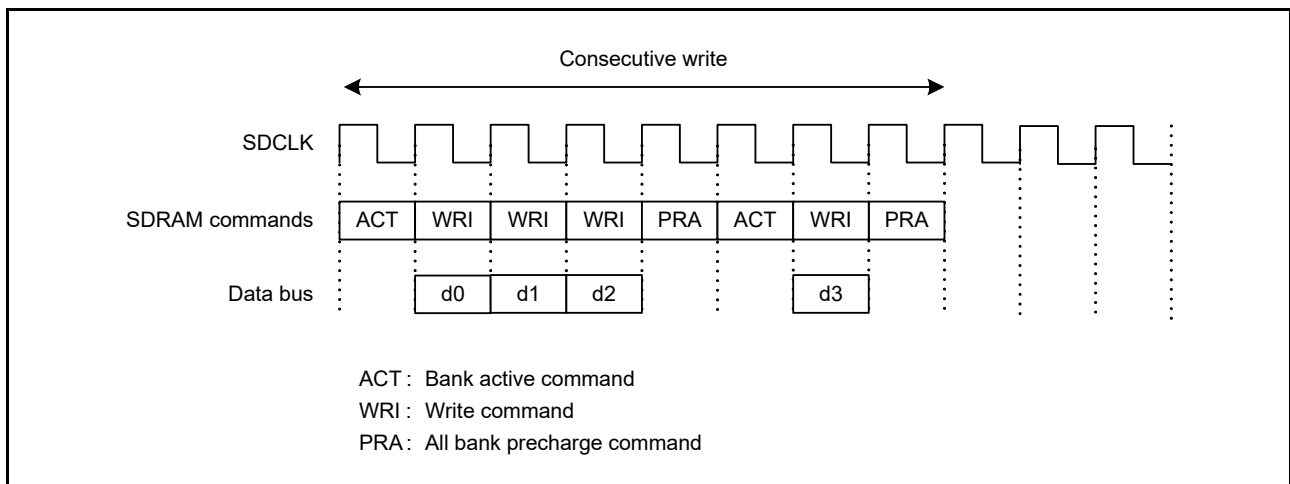 Consecutive write
SDCLK
SDRAM commands ACT WRI WRI WRI PRA ACT WRI PRA
Data bus d0 d1 d2 d3
ACT : Bank active command
WRI : Write command
PRA : All bank precharge command